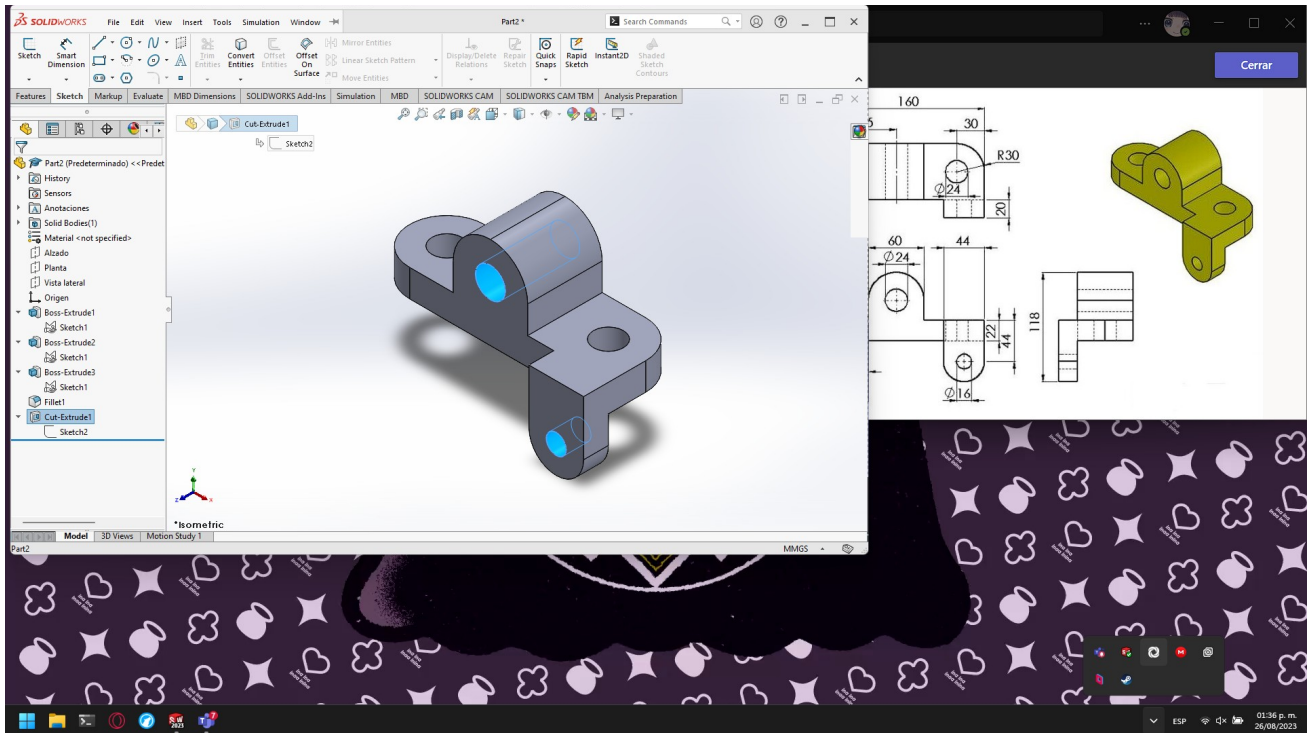 SOLIDWORKS File Edit View Insert Tools Simulation Window Part2 * Search Commands
Sketch Smart Dimension Trim Entities Convert Entities Offset Entities Offset On Surface Mirror Entities Linear Sketch Pattern Move Entities Display/Delete Relations Repair Sketch Quick Snaps Rapid Sketch Instant2D Shaded Sketch Contours
Cerrar
Features Sketch Markup Evaluate MBD Dimensions SOLIDWORKS Add-Ins Simulation MBD SOLIDWORKS CAM SOLIDWORKS CAM TBM Analysis Preparation
Cut-Extrude1
Sketch2
Part2 (Predeterminado) <<Predet
History
Sensors
Anotaciones
Solid Bodies(1)
Material <not specified>
Alzado
Planta
Vista lateral
Origen
Boss-Extrude1
Sketch1
Boss-Extrude2
Sketch1
Boss-Extrude3
Sketch1
Fillet1
Cut-Extrude1
Sketch2
Y
Z X
*Isometric
Model 3D Views Motion Study 1
Part2 MMGS
160
30
R30
Ø24
20
60 44
Ø24
22
44
118
Ø16
ESP 01:36 p. m.
26/08/2023